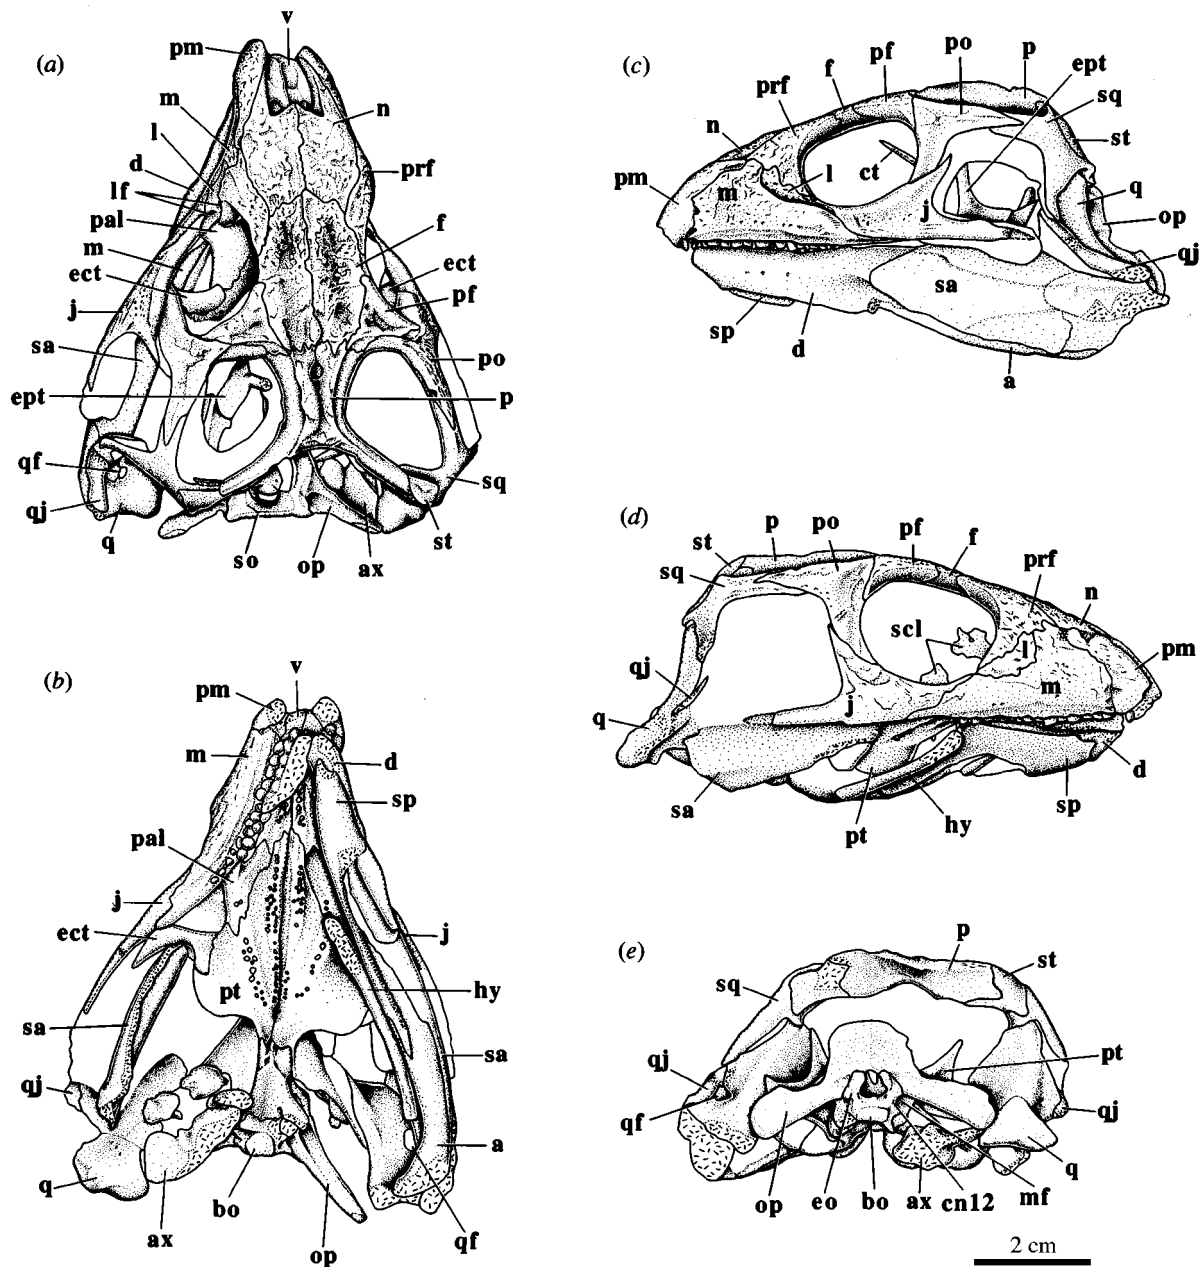 (a)
v
pm
m
l
d
lf
pal
m
ect
j
sa
ept
qf
qj
q
so
op
ax
st
sq
p
po
pf
ect
f
prf
n
(b)
v
pm
m
pal
j
ect
sa
qj
q
ax
bo
op
qf
a
sa
hy
j
sp
d
pt
(c)
pm
n
prf
f
pf
po
ept
p
sq
st
q
op
qj
m
l
ct
j
sa
sp
d
a
(d)
st
sq
p
po
pf
f
prf
n
pm
scl
l
m
qj
q
j
sa
pt
hy
sp
d
(e)
p
st
sq
pt
qj
qf
qj
op
eo
bo
ax
cn12
mf
q
2 cm